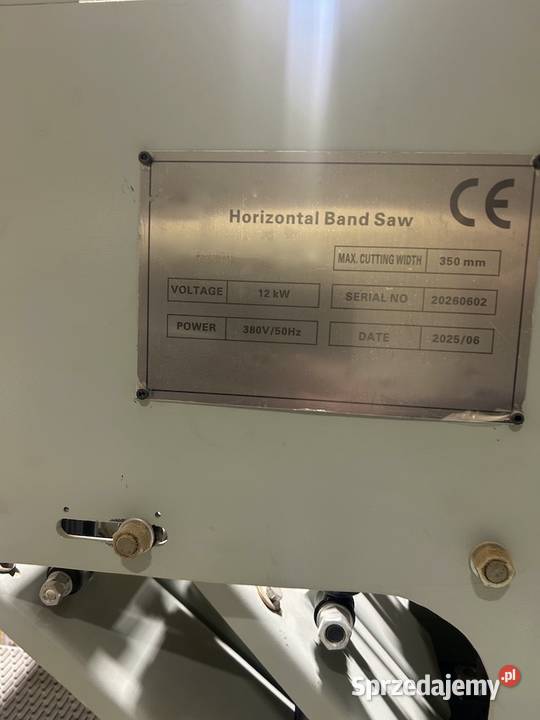 CE
Horizontal Band Saw
MAX. CUTTING WIDTH 350 mm
VOLTAGE 12 kW SERIAL NO 20260602
POWER 380V/50Hz DATE 2025/06
Sprzedajemy.pl